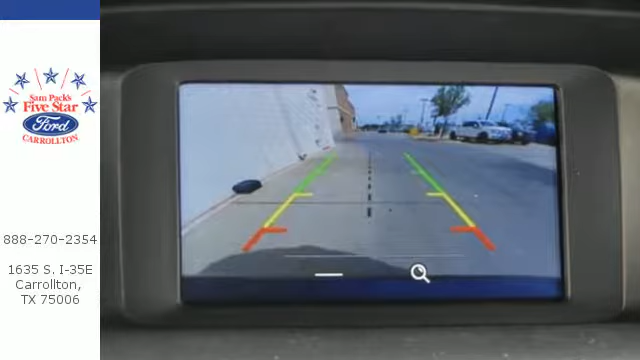 Sam Pack's
Five Star
Ford
CARROLLTON
888-270-2354
1635 S. I-35E
Carrollton,
TX 75006